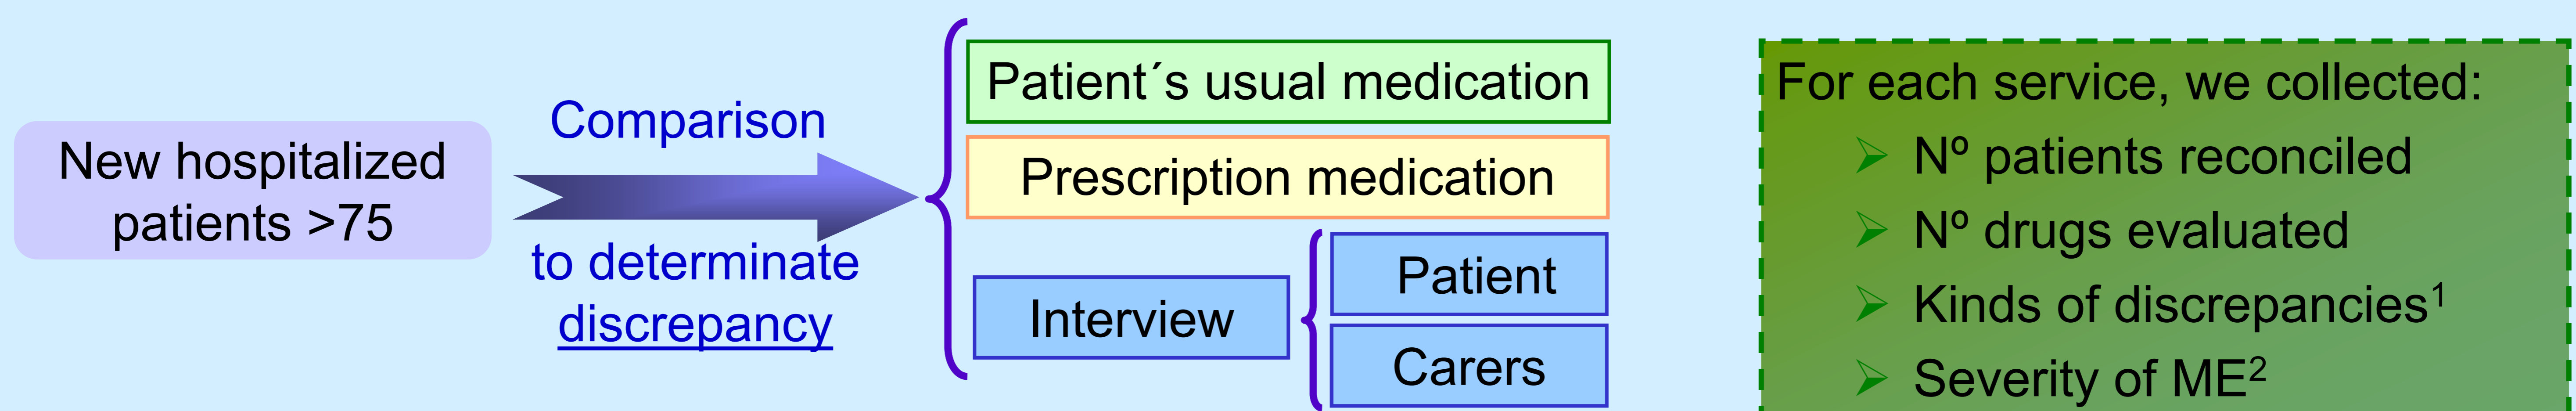 New hospitalized
patients >75
Comparison
to determinate
discrepancy
Patient´s usual medication
Prescription medication
Interview
Patient
Carers
For each service, we collected:
➢ Nº patients reconciled
➢ Nº drugs evaluated
➢ Kinds of discrepancies¹
➢ Severity of ME²